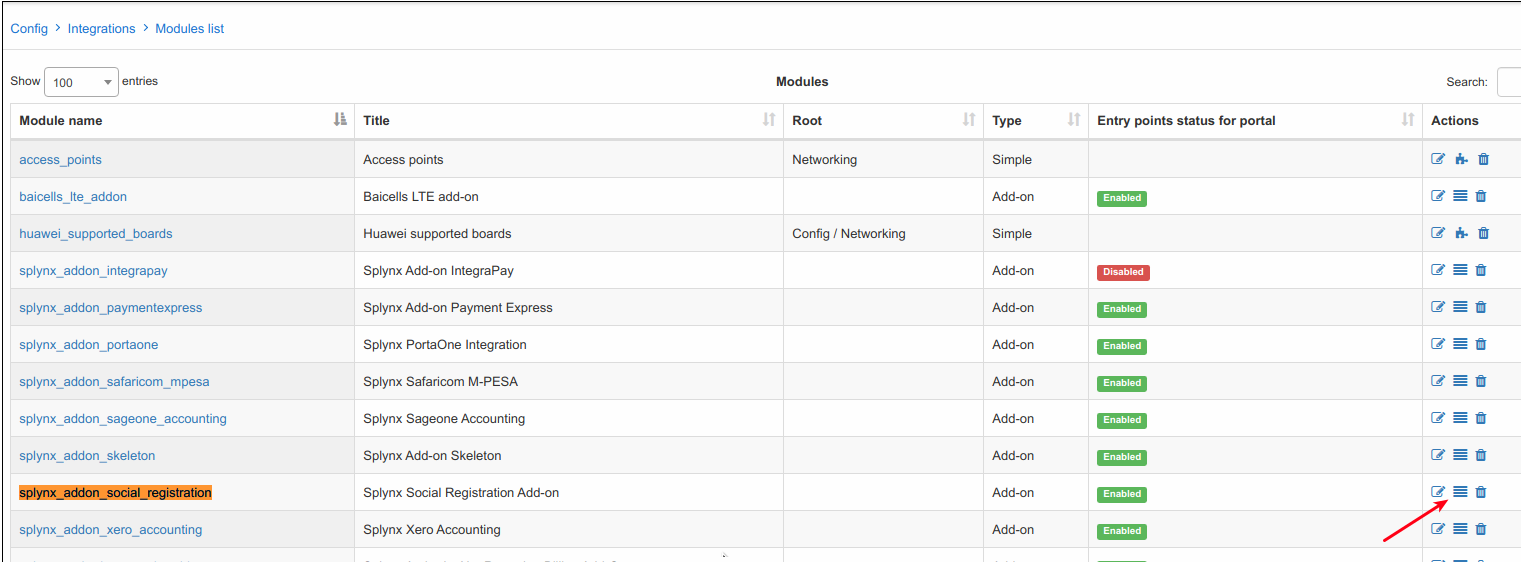 Config > Integrations > Modules list
Show 100 entries Modules Search:
Module name Title Root Type Entry points status for portal Actions
access_points Access points Networking Simple
baicells_lte_addon Baicells LTE add-on Add-on Enabled
huawei_supported_boards Huawei supported boards Config / Networking Simple
splynx_addon_integrapay Splynx Add-on IntegraPay Add-on Disabled
splynx_addon_paymentexpress Splynx Add-on Payment Express Add-on Enabled
splynx_addon_portaone Splynx PortaOne Integration Add-on Enabled
splynx_addon_safaricom_mpesa Splynx Safaricom M-PESA Add-on Enabled
splynx_addon_sageone_accounting Splynx Sageone Accounting Add-on Enabled
splynx_addon_skeleton Splynx Add-on Skeleton Add-on Enabled
splynx_addon_social_registration Splynx Social Registration Add-on Add-on Enabled
splynx_addon_xero_accounting Splynx Xero Accounting Add-on Enabled